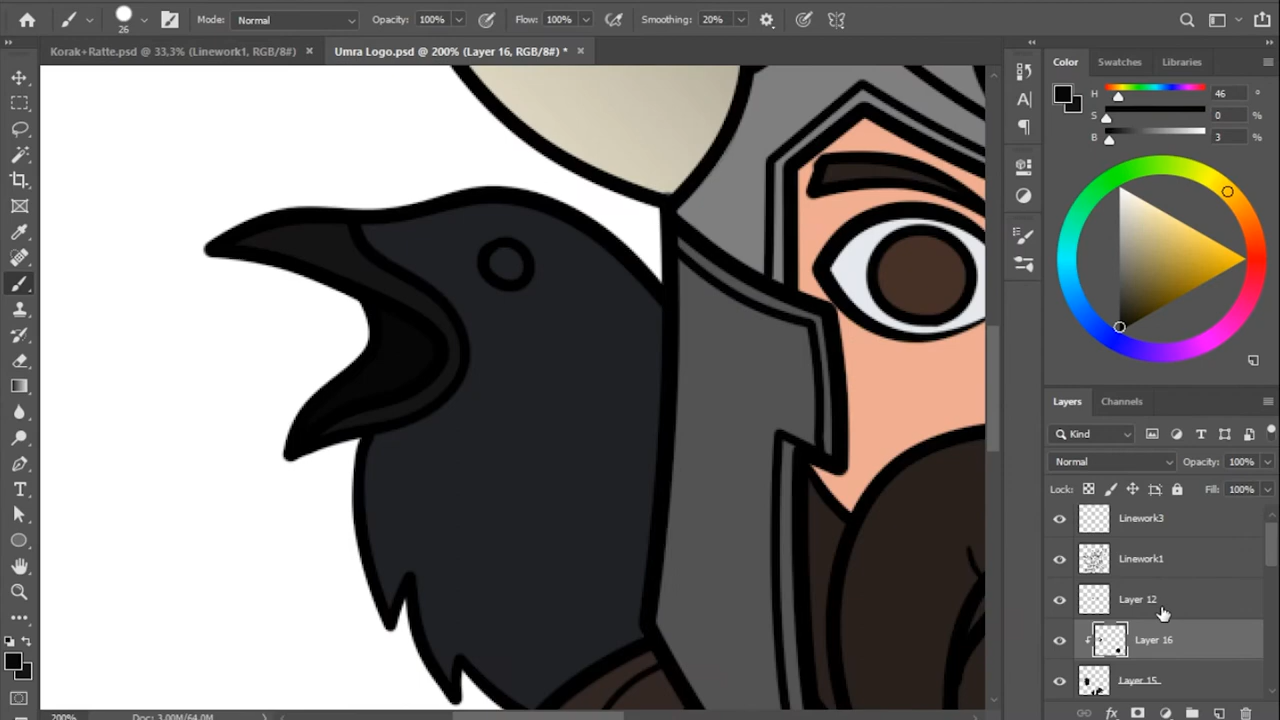 26 Mode: Normal Opacity: 100% Flow: 100% Smoothing: 20%
Korak+Ratte.psd @ 33,3% (Linework1, RGB/8#) × Umra Logo.psd @ 200% (Layer 16, RGB/8#) * ×
Color Swatches Libraries
H 46 °
S 0 %
B 3 %
Layers Channels
Kind
Normal Opacity: 100%
Lock: Fill: 100%
Linework3
Linework1
Layer 12
Layer 16
Layer 15
200% Doc: 3.00M/64.0M